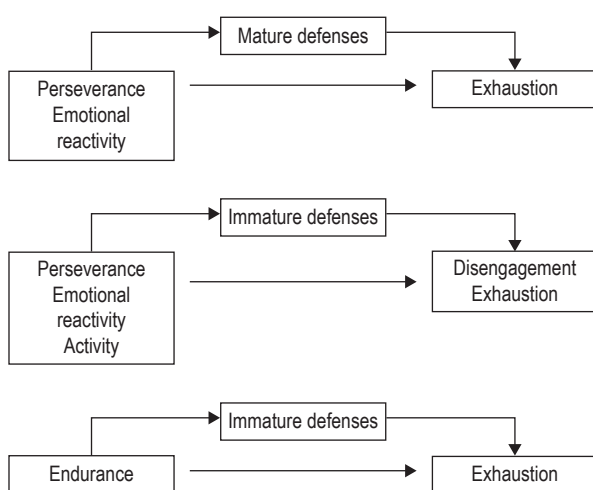 Mature defenses
Perseverance
Emotional
reactivity
Exhaustion
Immature defenses
Perseverance
Emotional
reactivity
Activity
Disengagement
Exhaustion
Immature defenses
Endurance
Exhaustion